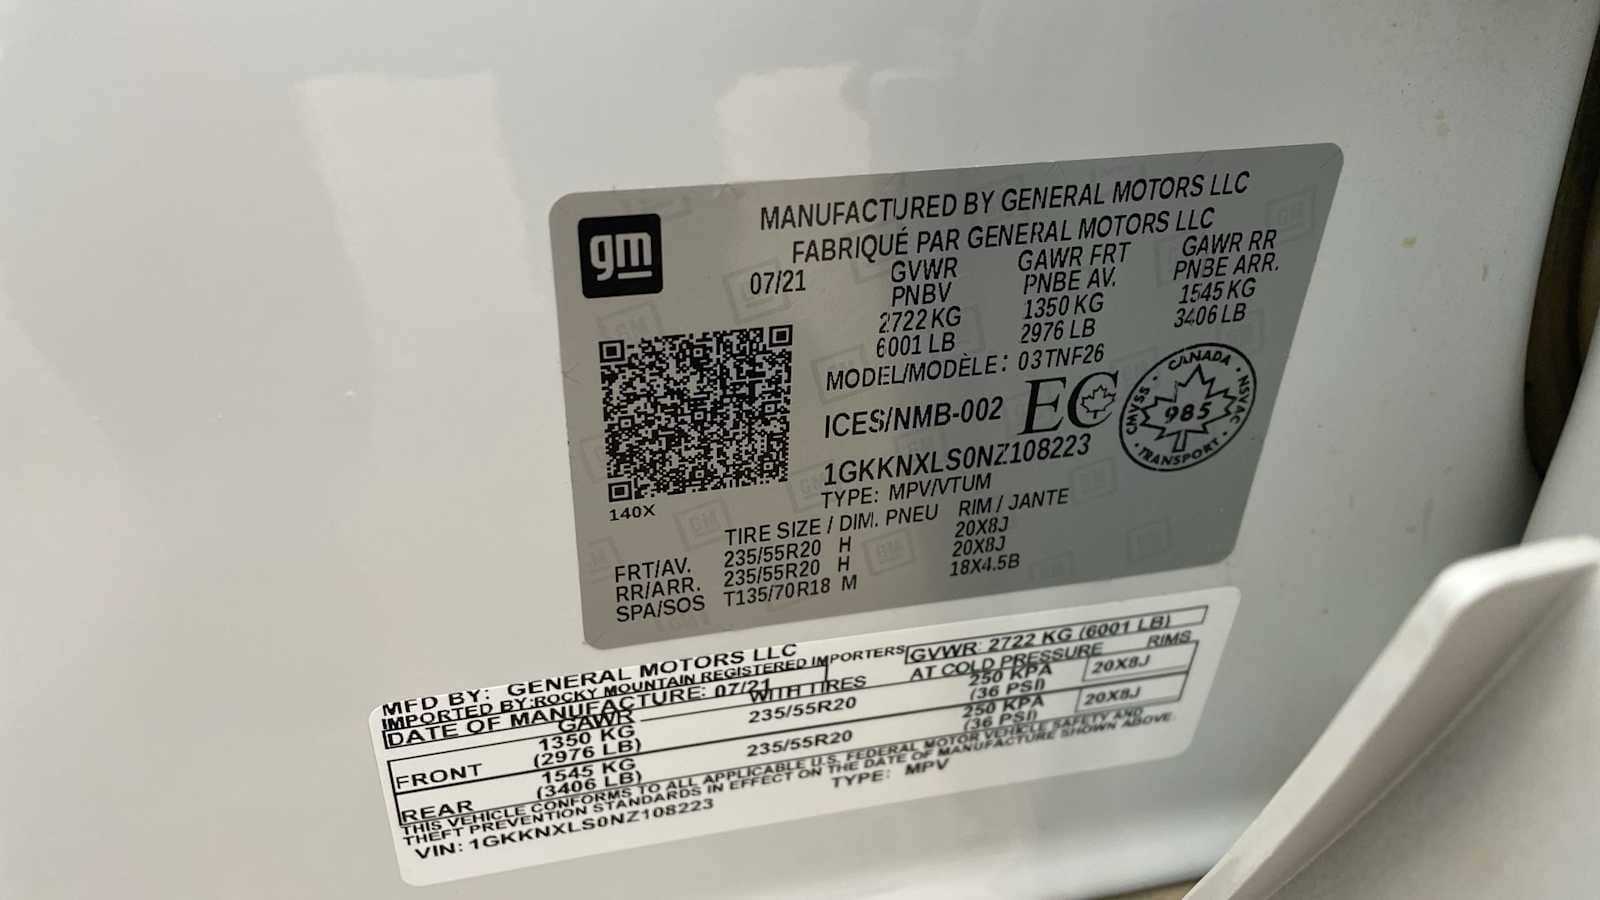 gm
MANUFACTURED BY GENERAL MOTORS LLC
FABRIQUÉ PAR GENERAL MOTORS LLC
07/21
GVWR GAWR FRT GAWR RR
PNBV PNBE AV. PNBE ARR.
2722 KG 1350 KG 1545 KG
6001 LB 2976 LB 3406 LB
MODEL/MODÈLE: 03TNF26
ICES/NMB-002 EC
CANADA
CMVSS 985 NSVAC
TRANSPORT
1GKKNXLS0NZ108223
TYPE: MPV/VTUM
140X
TIRE SIZE / DIM. PNEU RIM / JANTE
FRT/AV. 235/55R20 H 20X8J
RR/ARR. 235/55R20 H 20X8J
SPA/SOS T135/70R18 M 18X4.5B
MFD BY: GENERAL MOTORS LLC
IMPORTED BY:ROCKY MOUNTAIN REGISTERED IMPORTERS
DATE OF MANUFACTURE: 07/21 GVWR: 2722 KG (6001 LB)
GAWR WITH TIRES AT COLD PRESSURE RIMS
FRONT 1350 KG (2976 LB) 235/55R20 250 KPA (36 PSI) 20X8J
REAR 1545 KG (3406 LB) 235/55R20 250 KPA (36 PSI) 20X8J
THIS VEHICLE CONFORMS TO ALL APPLICABLE U.S. FEDERAL MOTOR VEHICLE SAFETY AND
THEFT PREVENTION STANDARDS IN EFFECT ON THE DATE OF MANUFACTURE SHOWN ABOVE.
VIN: 1GKKNXLS0NZ108223 TYPE: MPV